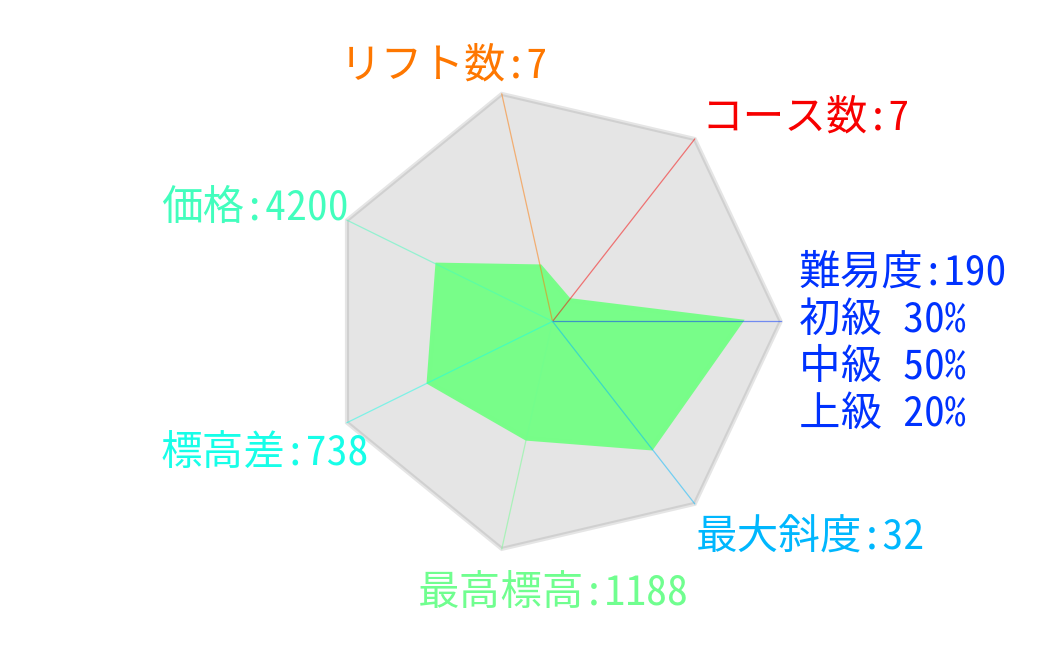 リフト数:7
コース数:7
価格:4200
難易度:190
初級 30%
中級 50%
上級 20%
標高差:738
最大斜度:32
最高標高:1188